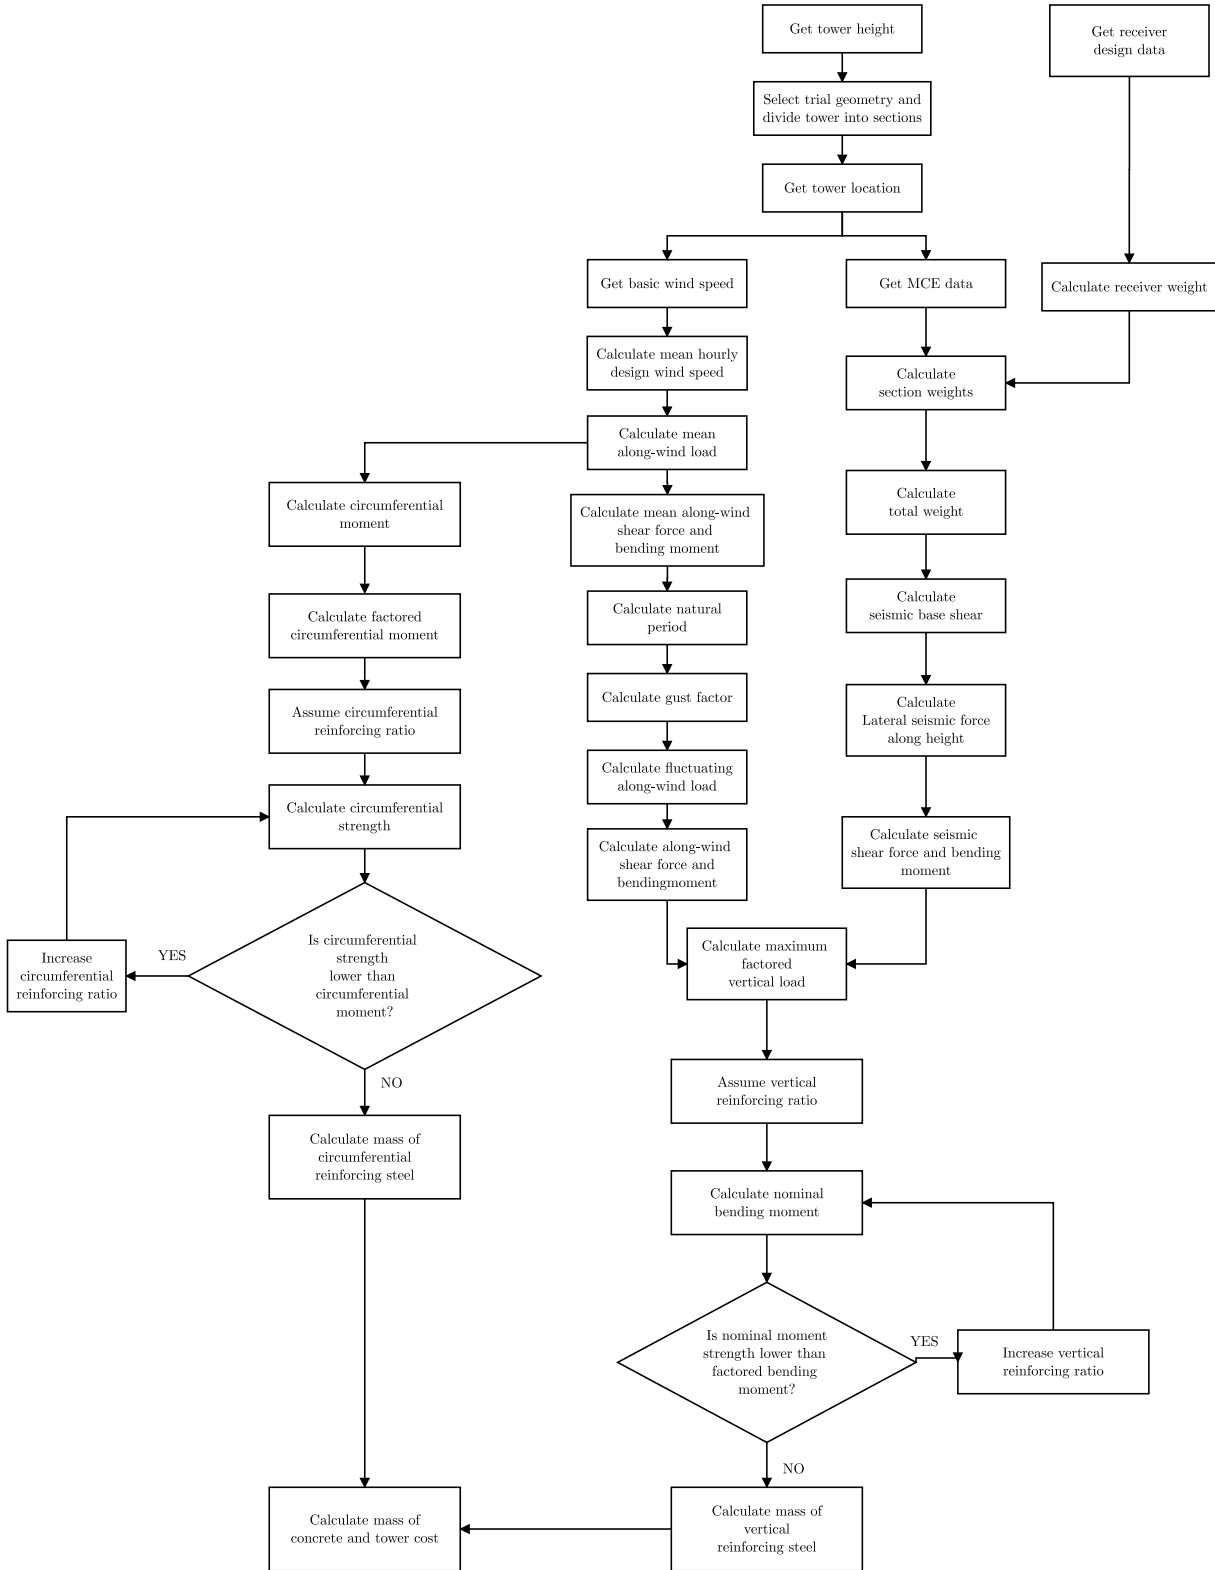 Get tower height
Get receiver
design data
Select trial geometry and
divide tower into sections
Get tower location
Get basic wind speed
Get MCE data
Calculate receiver weight
Calculate mean hourly
design wind speed
Calculate
section weights
Calculate mean
along-wind load
Calculate circumferential
moment
Calculate mean along-wind
shear force and
bending moment
Calculate
total weight
Calculate factored
circumferential moment
Calculate natural
period
Calculate
seismic base shear
Assume circumferential
reinforcing ratio
Calculate gust factor
Calculate
Lateral seismic force
along height
Calculate circumferential
strength
Calculate fluctuating
along-wind load
Calculate along-wind
shear force and
bendingmoment
Calculate seismic
shear force and bending
moment
Is circumferential
strength
lower than
circumferential
moment?
YES
Increase
circumferential
reinforcing ratio
Calculate maximum
factored
vertical load
NO
Assume vertical
reinforcing ratio
Calculate mass of
circumferential
reinforcing steel
Calculate nominal
bending moment
Is nominal moment
strength lower than
factored bending
moment?
YES
Increase vertical
reinforcing ratio
NO
Calculate mass of
concrete and tower cost
Calculate mass of
vertical
reinforcing steel